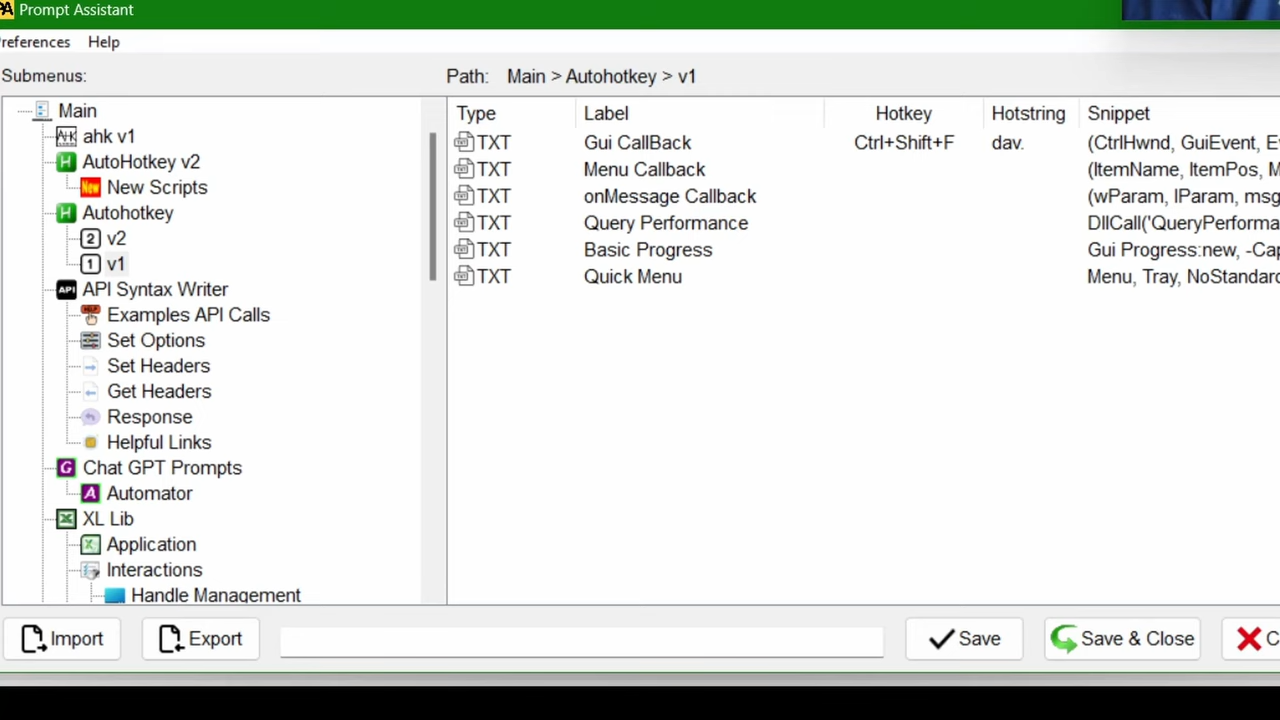 Prompt Assistant
references Help
Submenus: Path: Main > Autohotkey > v1
Main
ahk v1
AutoHotkey v2
New Scripts
Autohotkey
v2
v1
API Syntax Writer
Examples API Calls
Set Options
Set Headers
Get Headers
Response
Helpful Links
Chat GPT Prompts
Automator
XL Lib
Application
Interactions
Handle Management
Type Label Hotkey Hotstring Snippet
TXT Gui CallBack Ctrl+Shift+F dav. (CtrlHwnd, GuiEvent, E
TXT Menu Callback (ItemName, ItemPos, M
TXT onMessage Callback (wParam, lParam, msg
TXT Query Performance DllCall('QueryPerforma
TXT Basic Progress Gui Progress:new, -Cap
TXT Quick Menu Menu, Tray, NoStandard
Import Export Save Save & Close C